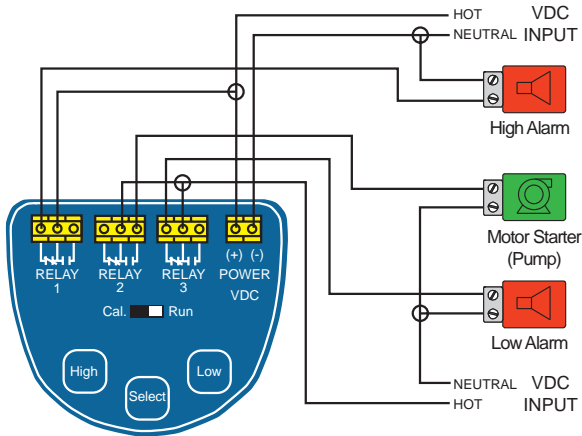 HOT VDC
NEUTRAL INPUT
High Alarm
Motor Starter
(Pump)
Low Alarm
NEUTRAL VDC
HOT INPUT
RELAY
1
RELAY
2
RELAY
3
(+) (-)
POWER
VDC
Cal. Run
High
Select
Low